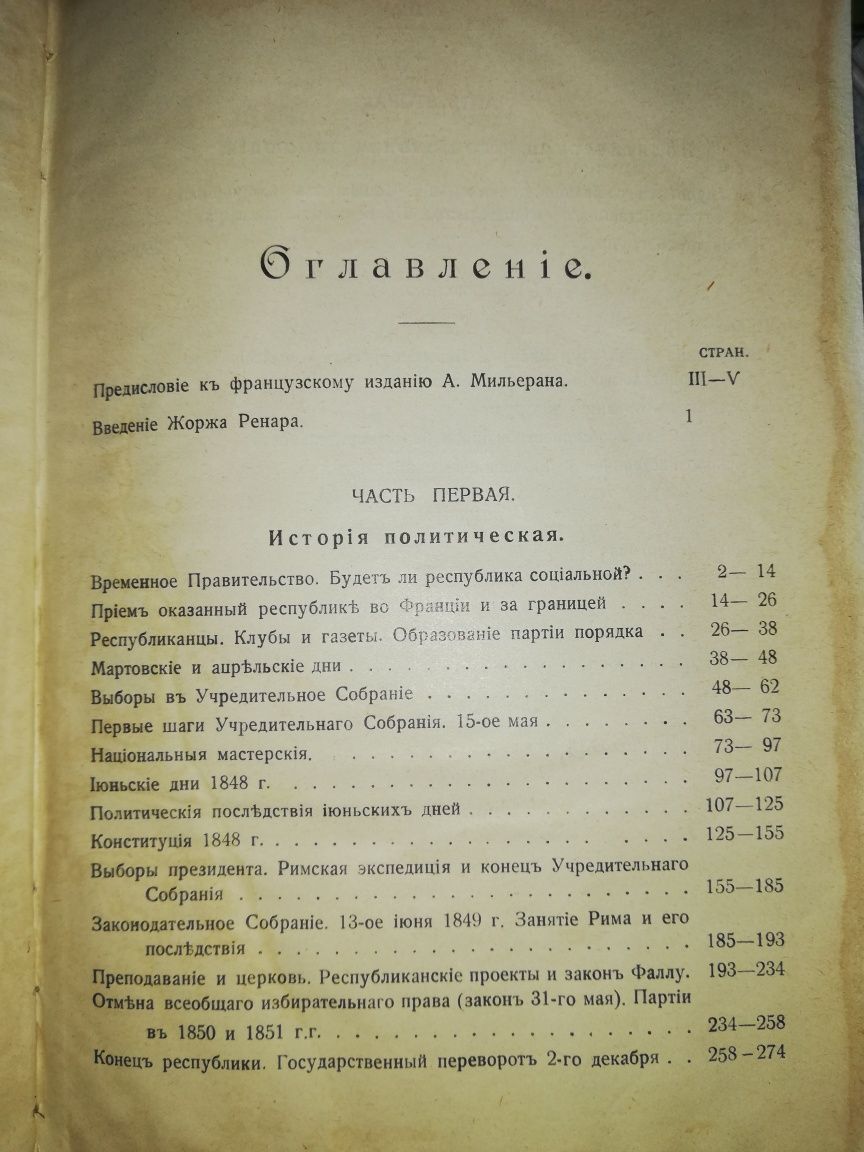 Оглавленіе.
СТРАН.
Предисловіе къ французскому изданію А. Мильерана. III—V
Введеніе Жоржа Ренара. 1
ЧАСТЬ ПЕРВАЯ.
Исторія политическая.
Временное Правительство. Будетъ ли республика соціальной? . . . 2— 14
Пріемъ оказанный республикѣ во Франціи и за границей . . . . 14— 26
Республиканцы. Клубы и газеты. Образованіе партіи порядка . . 26— 38
Мартовскіе и апрѣльскіе дни . . . . . . . . . . . . . . . . . 38— 48
Выборы въ Учредительное Собраніе . . . . . . . . . . . . . 48— 62
Первые шаги Учредительнаго Собранія. 15-ое мая . . . . . . . . 63— 73
Національныя мастерскія. . . . . . . . . . . . . . . . . . 73— 97
Іюньскіе дни 1848 г. . . . . . . . . . . . . . . . . . . . 97—107
Политическія послѣдствія іюньскихъ дней . . . . . . . . . . . . 107—125
Конституція 1848 г. . . . . . . . . . . . . . . . . . . . 125—155
Выборы президента. Римская экспедиція и конецъ Учредительнаго
Собранія . . . . . . . . . . . . . . . . . . . . . . . 155—185
Законодательное Собраніе. 13-ое іюня 1849 г. Занятіе Рима и его
послѣдствія . . . . . . . . . . . . . . . . . . . . . . 185—193
Преподаваніе и церковь. Республиканскіе проекты и законъ Фаллу. 193—234
Отмѣна всеобщаго избирательнаго права (законъ 31-го мая). Партіи
въ 1850 и 1851 г.г. . . . . . . . . . . . . . . . . . . . 234—258
Конецъ республики. Государственный переворотъ 2-го декабря . . 258-274